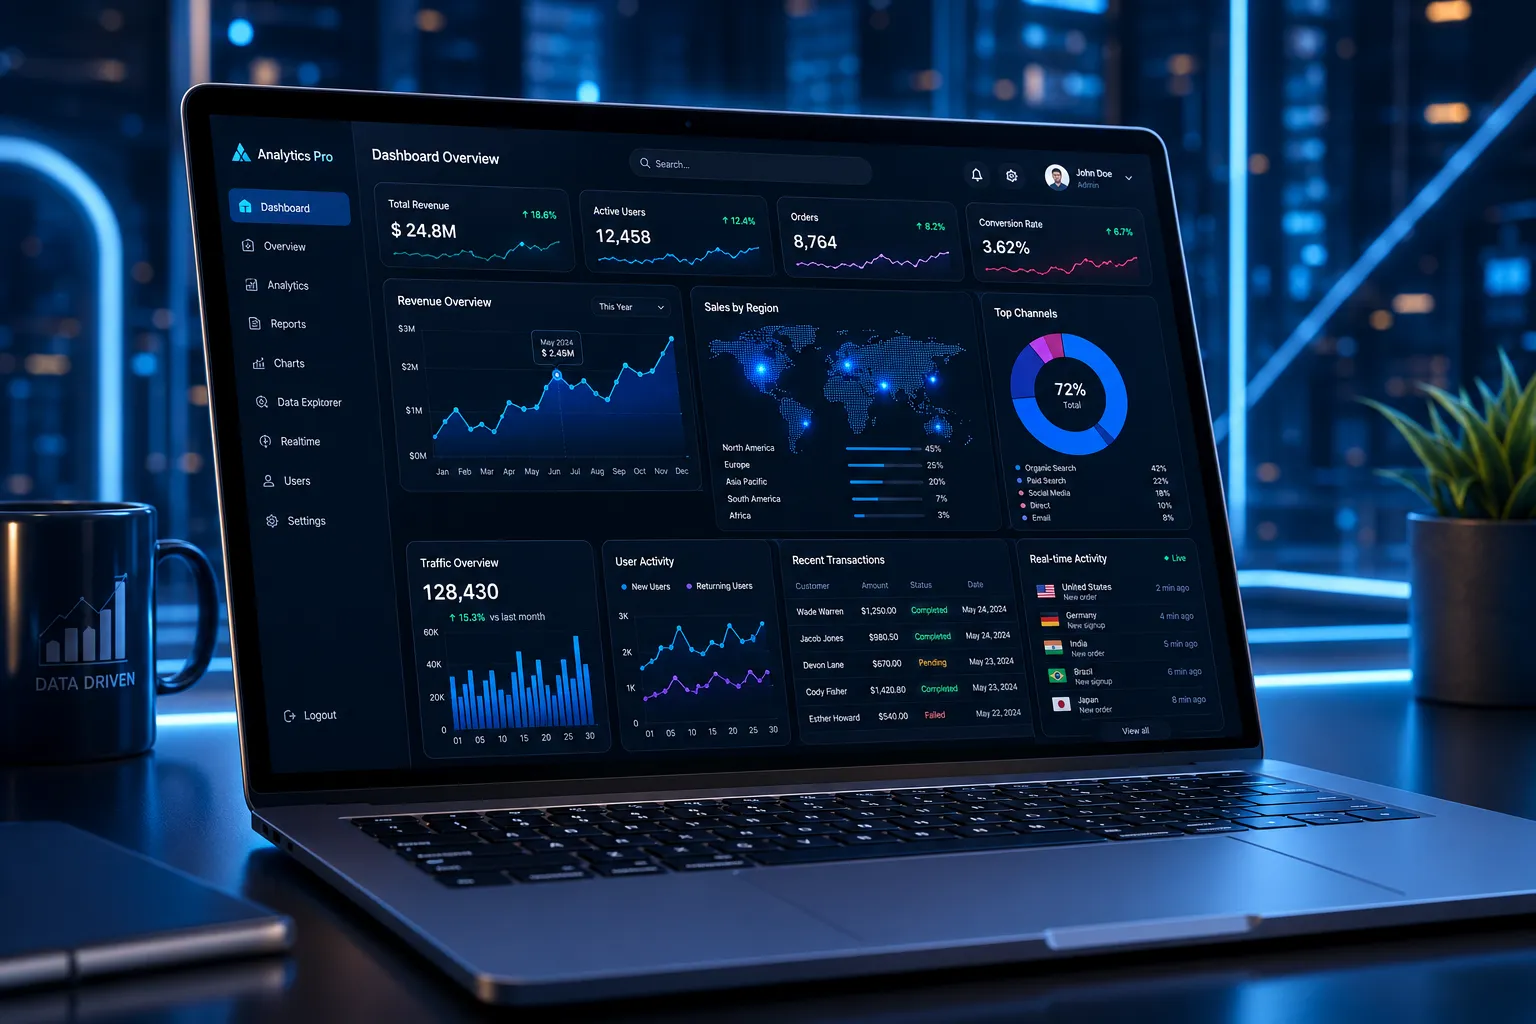 Analytics Pro
Dashboard
Overview
Analytics
Reports
Charts
Data Explorer
Realtime
Users
Settings
Logout
Dashboard Overview
Search...
John Doe
Admin
Total Revenue
$ 24.8M
↑ 18.6%
Active Users
12,458
↑ 12.4%
Orders
8,764
↑ 8.2%
Conversion Rate
3.62%
↑ 6.7%
Revenue Overview
This Year
$3M
$2M
$1M
$0M
May 2024
$ 2.45M
Jan Feb Mar Apr May Jun Jul Aug Sep Oct Nov Dec
Sales by Region
North America 45%
Europe 25%
Asia Pacific 20%
South America 7%
Africa 3%
Top Channels
72%
Total
Organic Search 42%
Paid Search 22%
Social Media 18%
Direct 10%
Email 8%
Traffic Overview
128,430
↑ 15.3% vs last month
60K
40K
20K
0
01 05 10 15 20 25 30
User Activity
New Users Returning Users
3K
2K
1K
0
01 05 10 15 20 25 30
Recent Transactions
Customer Amount Status Date
Wade Warren $1,250.00 Completed May 24, 2024
Jacob Jones $980.50 Completed May 24, 2024
Devon Lane $670.00 Pending May 23, 2024
Cody Fisher $1,420.80 Completed May 23, 2024
Esther Howard $540.00 Failed May 22, 2024
Real-time Activity
Live
United States 2 min ago
New order
Germany 4 min ago
New signup
India 5 min ago
New order
Brazil 6 min ago
New signup
Japan 8 min ago
New order
View all
DATA DRIVEN